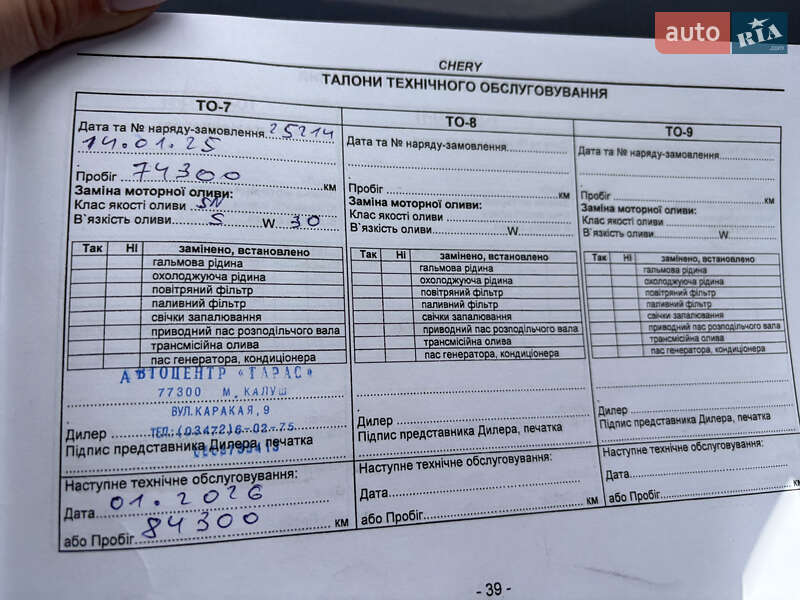 auto RIA .com
CHERY
ТАЛОНИ ТЕХНІЧНОГО ОБСЛУГОВУВАННЯ
ТО-7
Дата та № наряду-замовлення 25214
14.01.25
Пробіг 74300 км
Заміна моторної оливи:
Клас якості оливи SN
В`язкість оливи 5 W 30
Так Ні замінено, встановлено
гальмова рідина
охолоджуюча рідина
повітряний фільтр
паливний фільтр
свічки запалювання
приводний пас розподільчого вала
трансмісійна олива
пас генератора, кондиціонера
АВТОЦЕНТР «ТАРАС»
77300 М. КАЛУШ
ВУЛ. КАРАКАЯ, 9
Дилер ТЕЛ: (03472)6-02-75
Підпис представника Дилера, печатка
Наступне технічне обслуговування:
Дата 01.2026
або Пробіг 84300 км
ТО-8
Дата та № наряду-замовлення
Пробіг км
Заміна моторної оливи:
Клас якості оливи
В`язкість оливи W
Так Ні замінено, встановлено
гальмова рідина
охолоджуюча рідина
повітряний фільтр
паливний фільтр
свічки запалювання
приводний пас розподільчого вала
трансмісійна олива
пас генератора, кондиціонера
Дилер
Підпис представника Дилера, печатка
Наступне технічне обслуговування:
Дата
або Пробіг км
ТО-9
Дата та № наряду-замовлення
Пробіг км
Заміна моторної оливи:
Клас якості оливи
В`язкість оливи W
Так Ні замінено, встановлено
гальмова рідина
охолоджуюча рідина
повітряний фільтр
паливний фільтр
свічки запалювання
приводний пас розподільчого вала
трансмісійна олива
пас генератора, кондиціонера
Дилер
Підпис представника Дилера, печатка
Наступне технічне обслуговування:
Дата
або Пробіг км
- 39 -